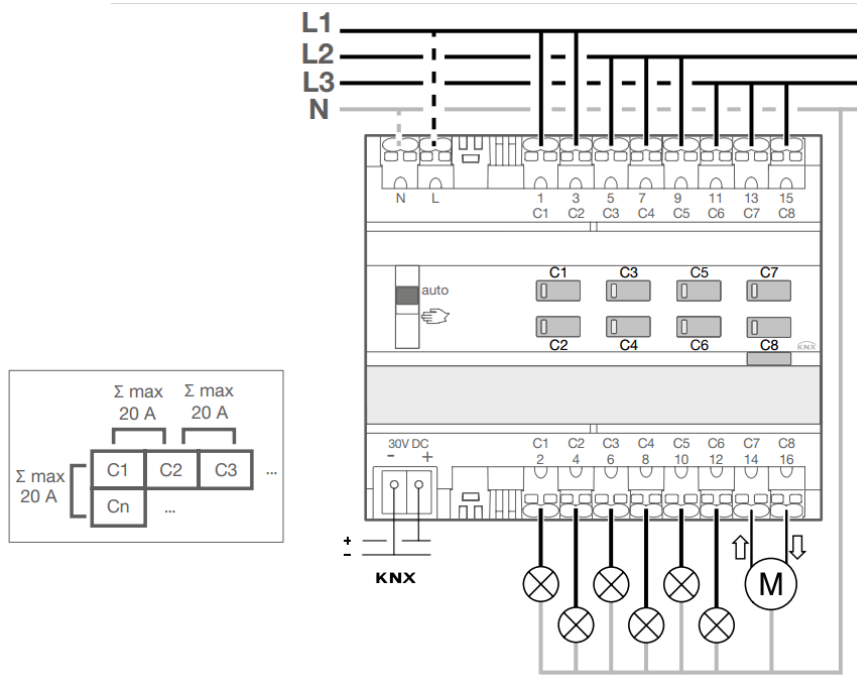 L1
L2
L3
N
N L 1 3 5 7 9 11 13 15
C1 C2 C3 C4 C5 C6 C7 C8
C1 C3 C5 C7
auto
C2 C4 C6 C8 KNX
Σ max Σ max
20 A 20 A
Σ max
20 A
C1 C2 C3 ...
Cn ...
30V DC C1 C2 C3 C4 C5 C6 C7 C8
- + 2 4 6 8 10 12 14 16
+
-
KNX
M